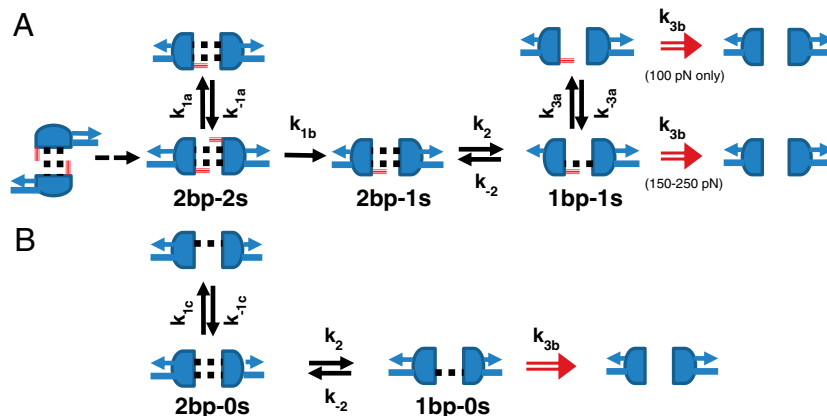 A
k1a
k-1a
k1b
2bp-2s
2bp-1s
k2
k-2
k3a
k-3a
1bp-1s
k3b
(100 pN only)
k3b
(150-250 pN)
B
k1c
k-1c
2bp-0s
k2
k-2
1bp-0s
k3b